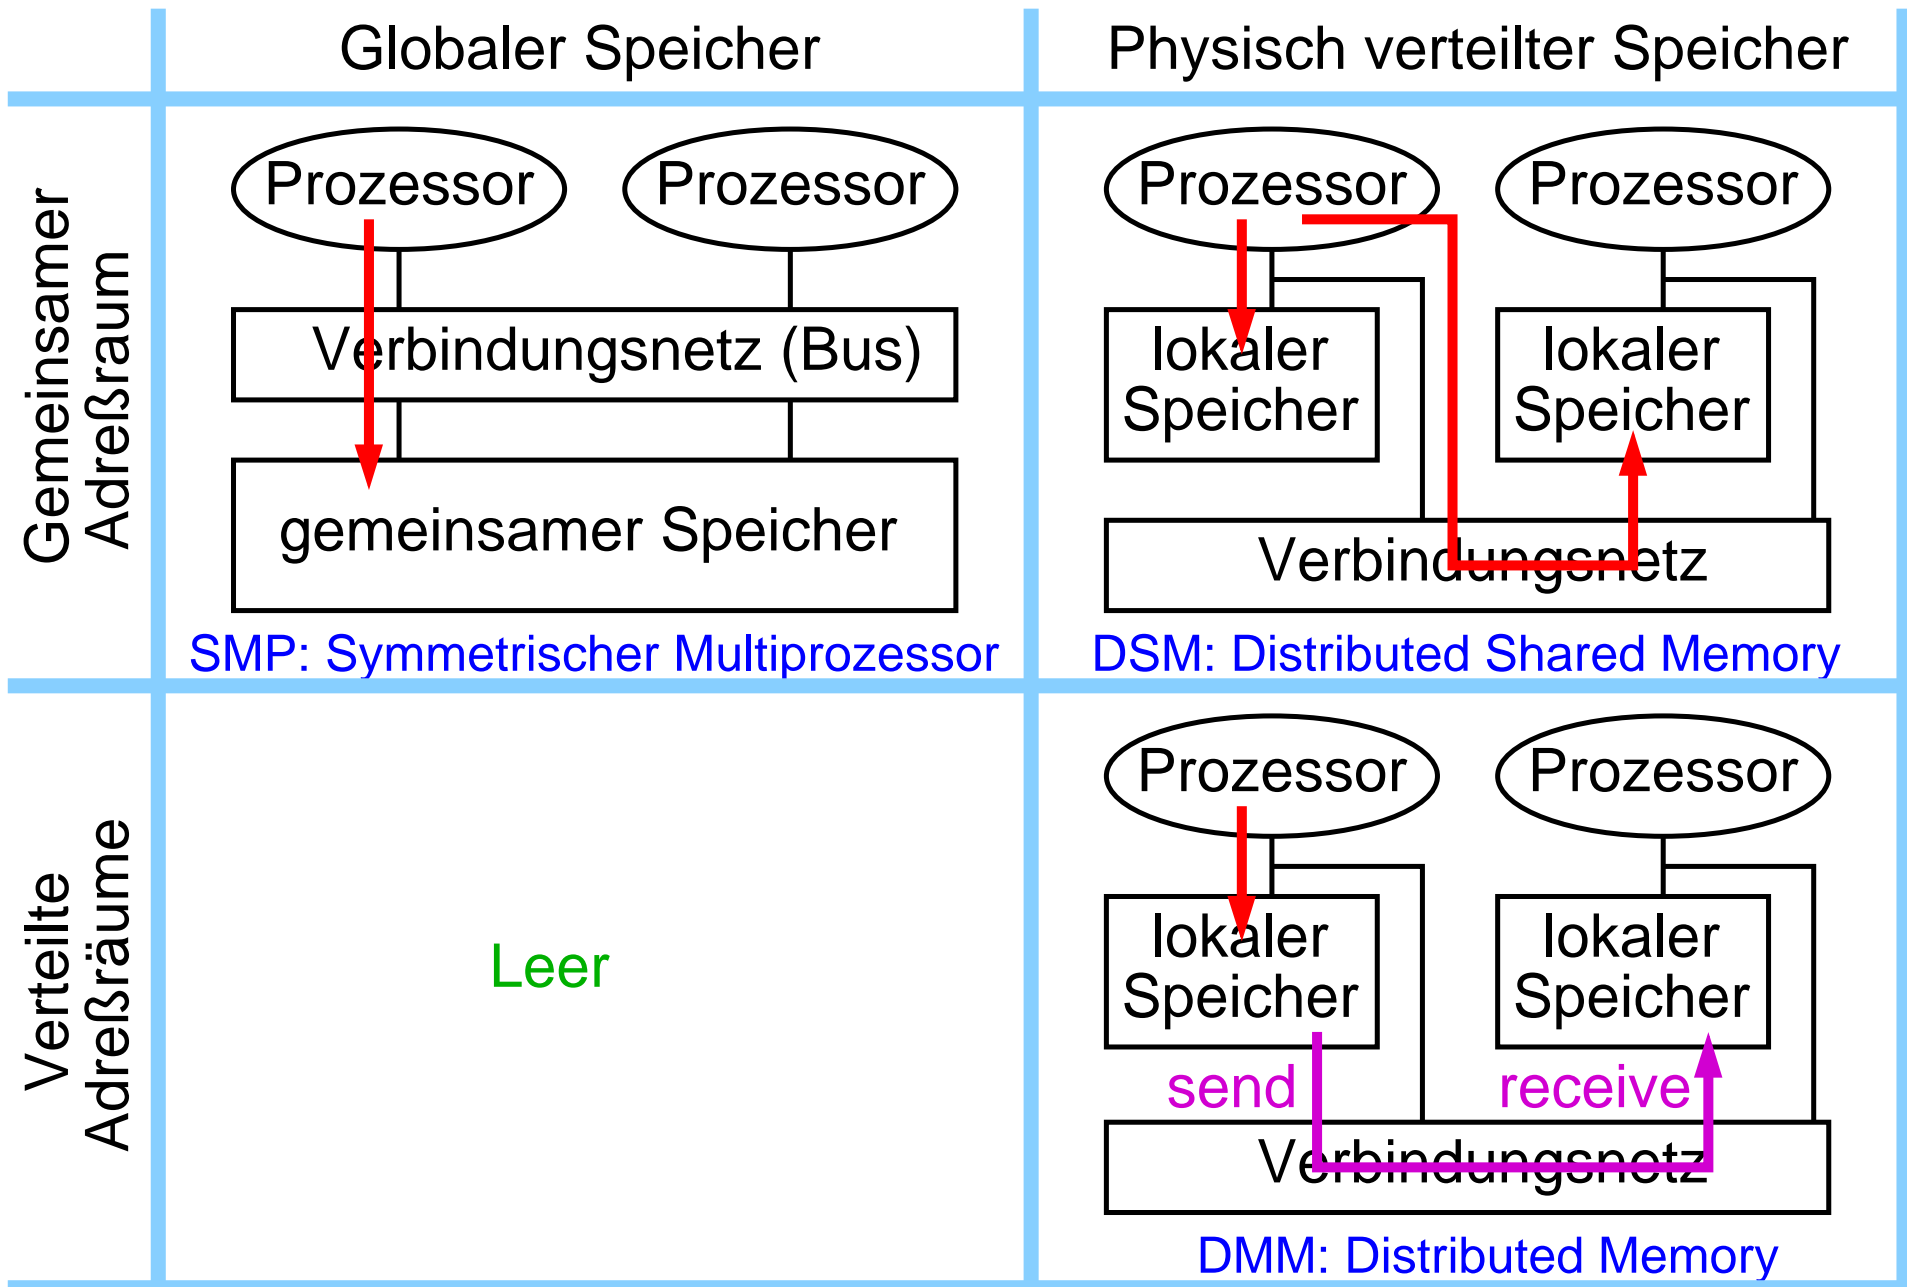 Globaler Speicher
Physisch verteilter Speicher
Gemeinsamer
Adreßraum
Prozessor
Prozessor
Verbindungsnetz (Bus)
gemeinsamer Speicher
SMP: Symmetrischer Multiprozessor
Prozessor
Prozessor
lokaler
Speicher
lokaler
Speicher
Verbindungsnetz
DSM: Distributed Shared Memory
Verteilte
Adreßräume
Leer
Prozessor
Prozessor
lokaler
Speicher
lokaler
Speicher
send
receive
Verbindungsnetz
DMM: Distributed Memory